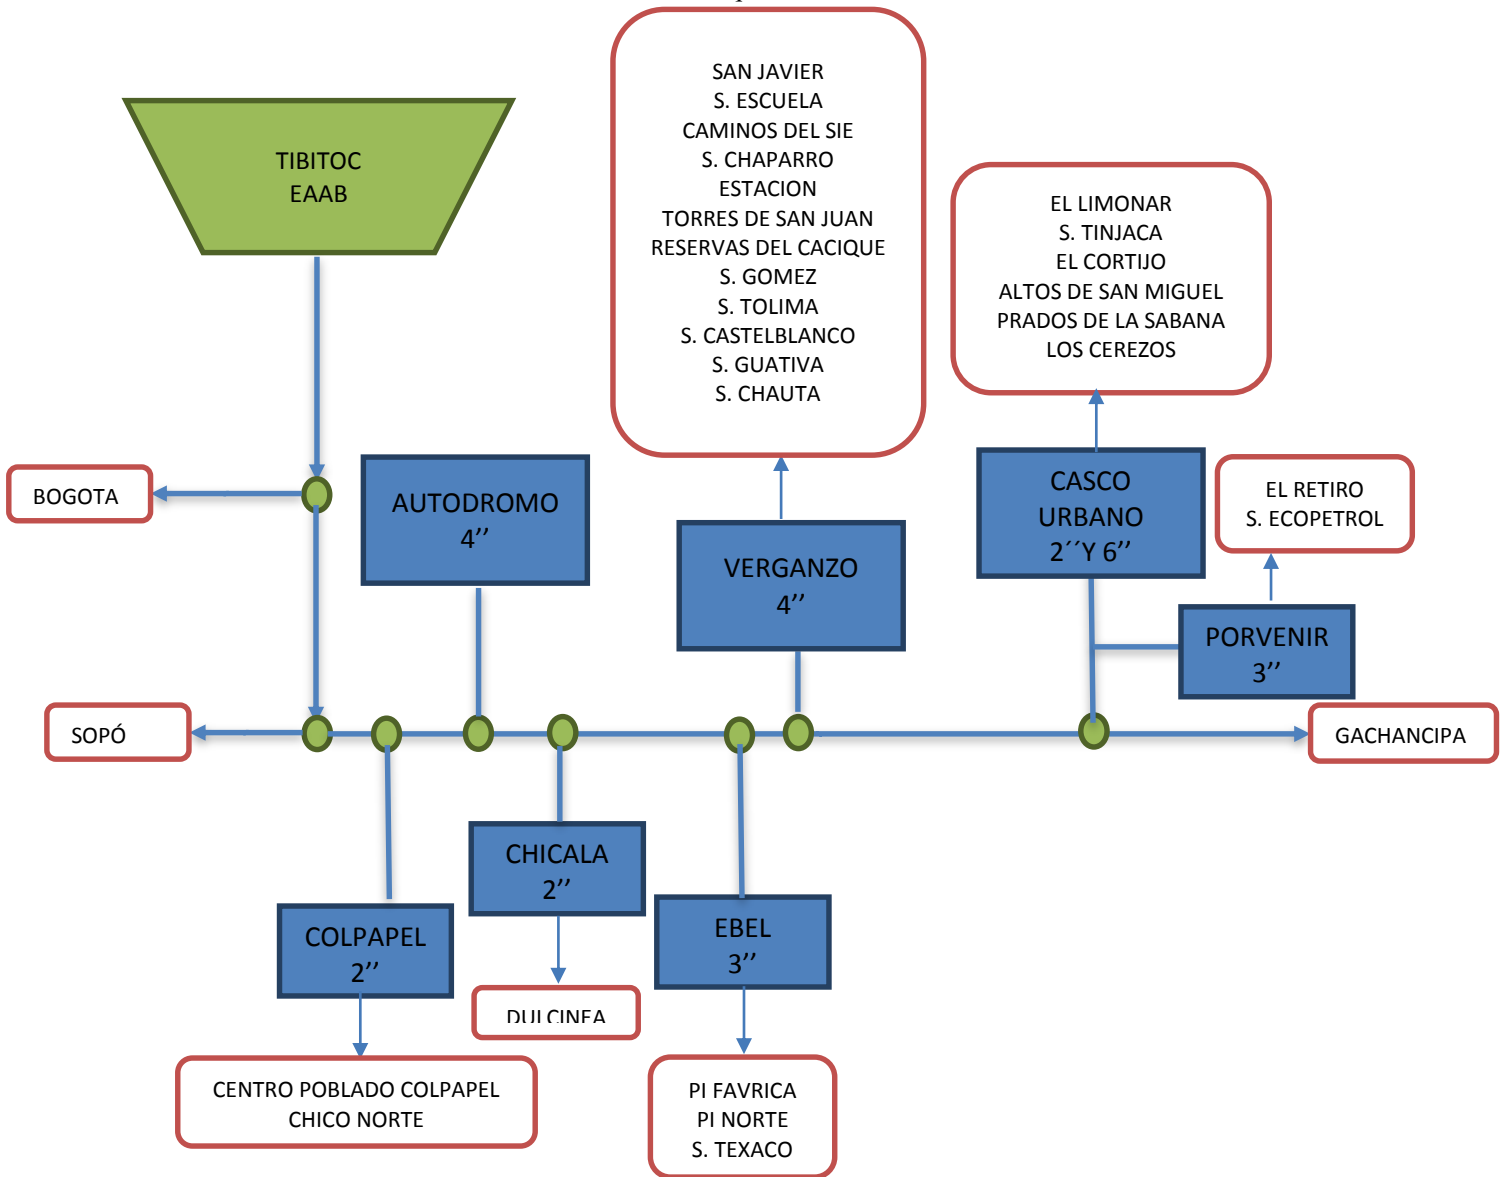 TIBITOC
EAAB
SAN JAVIER
S. ESCUELA
CAMINOS DEL SIE
S. CHAPARRO
ESTACION
TORRES DE SAN JUAN
RESERVAS DEL CACIQUE
S. GOMEZ
S. TOLIMA
S. CASTELBLANCO
S. GUATIVA
S. CHAUTA
EL LIMONAR
S. TINJACA
EL CORTIJO
ALTOS DE SAN MIGUEL
PRADOS DE LA SABANA
LOS CEREZOS
BOGOTA
AUTODROMO
4’’
VERGANZO
4’’
CASCO
URBANO
2´´Y 6’’
EL RETIRO
S. ECOPETROL
PORVENIR
3’’
SOPÓ
GACHANCIPA
CHICALA
2’’
COLPAPEL
2’’
EBEL
3’’
DULCINEA
CENTRO POBLADO COLPAPEL
CHICO NORTE
PI FAVRICA
PI NORTE
S. TEXACO